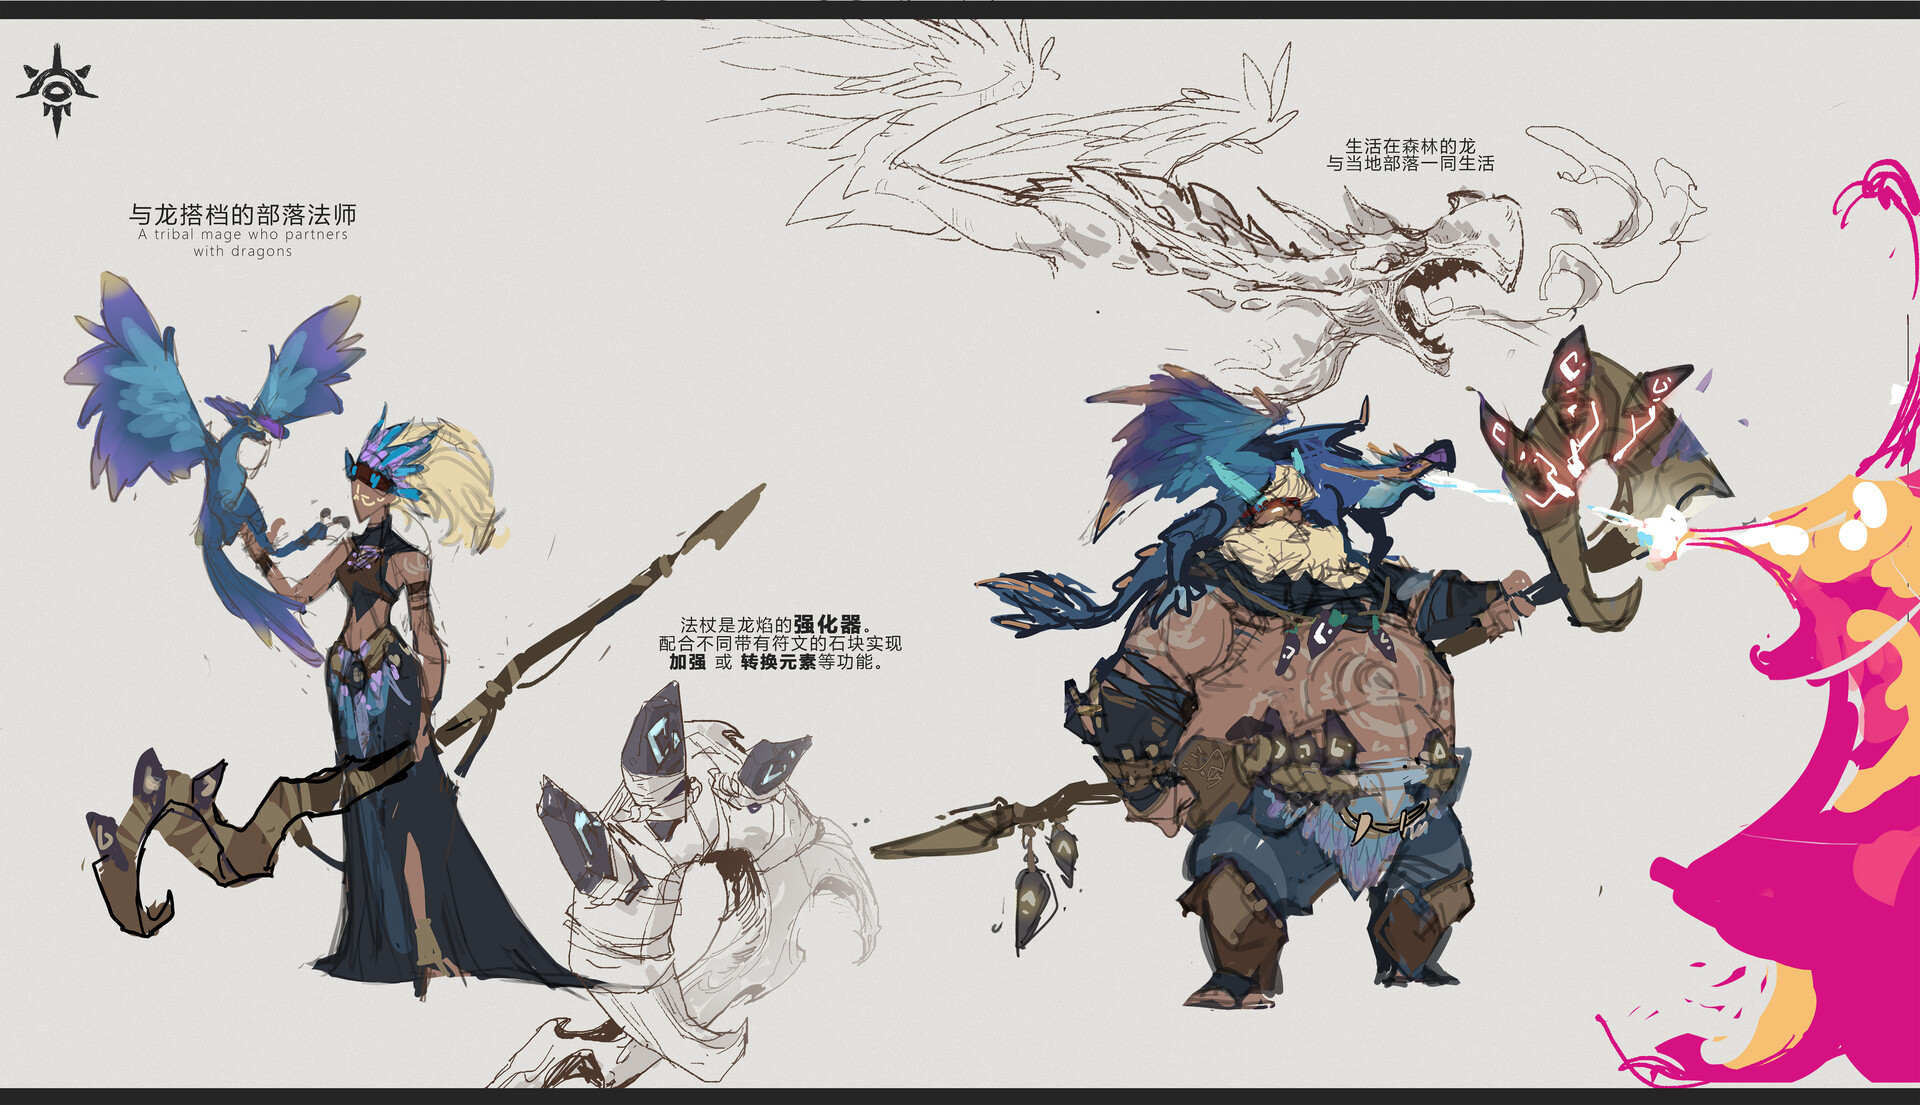 与龙搭档的部落法师
A tribal mage who partners
with dragons
生活在森林的龙
与当地部落一同生活
法杖是龙焰的强化器。
配合不同带有符文的石块实现
加强 或 转换元素等功能。